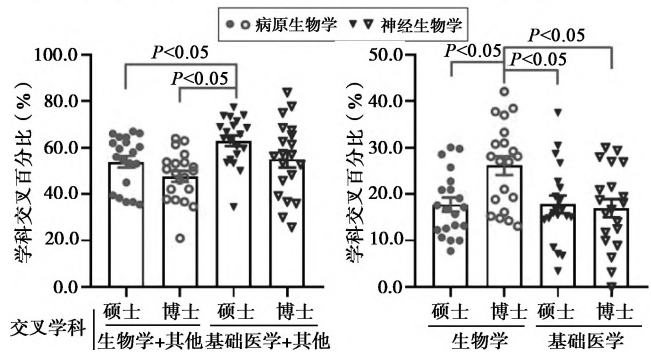 病原生物学 神经生物学
学科交叉百分比（%）
100.0
80.0
60.0
40.0
20.0
0.0
P<0.05
P<0.05
硕士 博士 硕士 博士
交叉学科
生物学+其他 基础医学+其他
学科交叉百分比（%）
50.0
40.0
30.0
20.0
10.0
0.0
P<0.05
P<0.05
P<0.05
硕士 博士 硕士 博士
生物学 基础医学